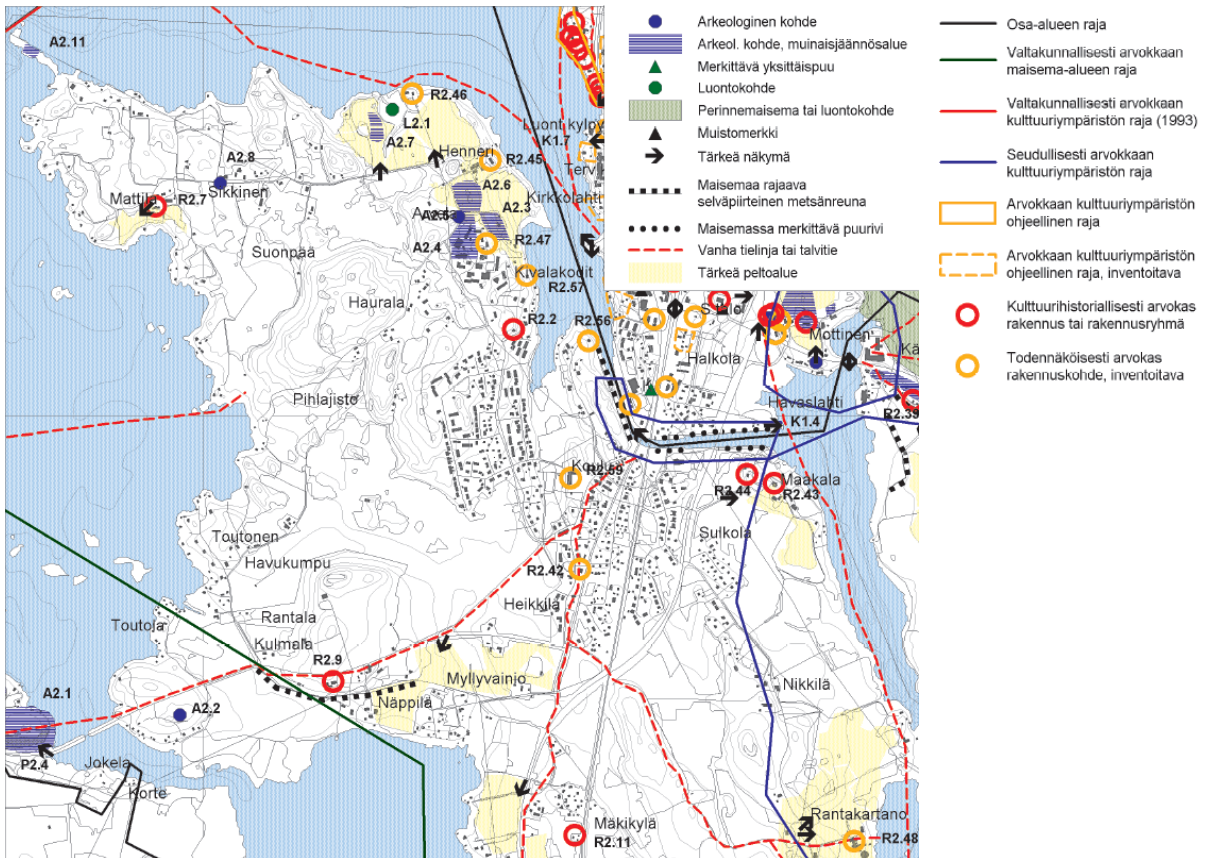 A2.11
R2.46
L2.1
A2.7
Luont kylp
K1.7
Henneri
R2.45
Terv
A2.8
Sikkinen
A2.6
Kirkkolahti
Mattila
R2.7
A2.5
A2.3
A2.4
R2.47
Suonpää
Kivalakodit
R2.57
Haurala
R2.2
R2.56
Mottinen
Halkola
Pihlajisto
Havaslahti
R2.39
K1.4
R2.59
R2.44
Maakala
R2.43
Sulkola
Toutonen
Havukumpu
R2.42
Heikkilä
Rantala
Toutoja
Kulmala
R2.9
Myllyvainio
Nikkilä
A2.1
Näppilä
A2.2
P2.4
Jokela
Korte
Rantakartano
Mäkikylä
R2.11
R2.48
Arkeologinen kohde
Arkeol. kohde, muinaisjäännösalue
Merkittävä yksittäispuu
Luontokohde
Perinnemaisema tai luontokohde
Muistomerkki
Tärkeä näkymä
Maisemaa rajaava
selväpiirteinen metsänreuna
Maisemassa merkittävä puurivi
Vanha tielinja tai talvitie
Tärkeä peltoalue
Osa-alueen raja
Valtakunnallisesti arvokkaan
maisema-alueen raja
Valtakunnallisesti arvokkaan
kulttuuriympäristön raja (1993)
Seudullisesti arvokkaan
kulttuuriympäristön raja
Arvokkaan kulttuuriympäristön
ohjeellinen raja
Arvokkaan kulttuuriympäristön
ohjeellinen raja, inventoitava
Kulttuurihistoriallisesti arvokas
rakennus tai rakennusryhmä
Todennäköisesti arvokas
rakennuskohde, inventoitava